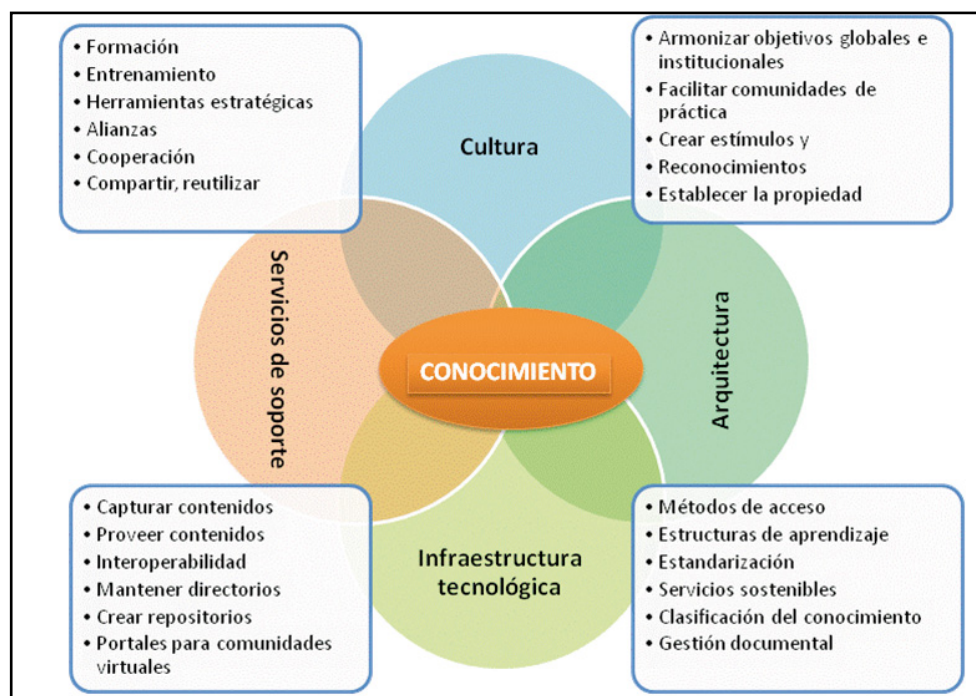 • Formación
• Entrenamiento
• Herramientas estratégicas
• Alianzas
• Cooperación
• Compartir, reutilizar
• Armonizar objetivos globales e
institucionales
• Facilitar comunidades de
práctica
• Crear estímulos y
• Reconocimientos
• Establecer la propiedad
Cultura
Servicios de soporte
CONOCIMIENTO
Arquitectura
Infraestructura
tecnológica
• Capturar contenidos
• Proveer contenidos
• Interoperabilidad
• Mantener directorios
• Crear repositorios
• Portales para comunidades
virtuales
• Métodos de acceso
• Estructuras de aprendizaje
• Estandarización
• Servicios sostenibles
• Clasificación del conocimiento
• Gestión documental